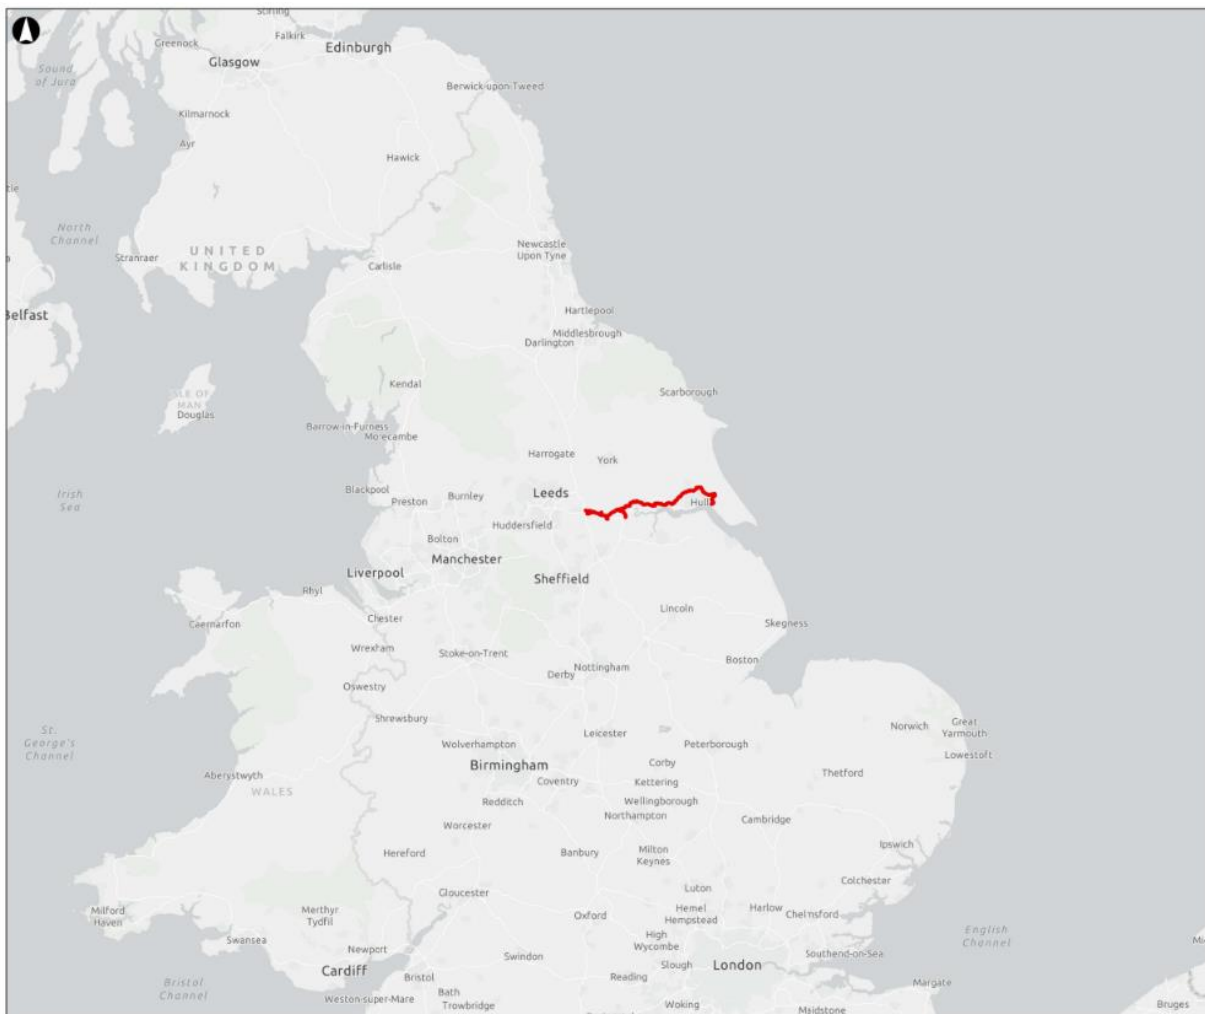 Stirling
Falkirk
Edinburgh
Greenock
Glasgow
Sound
of Jura
Berwick-upon-Tweed
Kilmarnock
Ayr
Hawick
North
Channel
UNITED
KINGDOM
Stranraer
Newcastle
Upon Tyne
Carlisle
Belfast
Hartlepool
Middlesbrough
Darlington
Kendal
Scarborough
ISLE OF
MAN
Douglas
Barrow-in-Furness
Morecambe
Harrogate
York
Irish
Sea
Blackpool
Preston
Burnley
Leeds
Hull
Huddersfield
Bolton
Manchester
Liverpool
Sheffield
Rhyl
Chester
Lincoln
Caernarfon
Skegness
Wrexham
Stoke-on-Trent
Nottingham
Derby
Boston
Oswestry
St.
George's
Channel
Shrewsbury
Wolverhampton
Leicester
Peterborough
Norwich
Great
Yarmouth
Lowestoft
Birmingham
Corby
Thetford
Aberystwyth
WALES
Coventry
Kettering
Redditch
Wellingborough
Northampton
Cambridge
Worcester
Hereford
Banbury
Milton
Keynes
Ipswich
Colchester
Gloucester
Luton
Milford
Haven
Merthyr
Tydfil
Oxford
Hemel
Hempstead
Harlow
Chelmsford
Swansea
Newport
Swindon
High
Wycombe
Slough
London
Southend-on-Sea
English
Channel
Cardiff
Bristol
Reading
Bristol
Channel
Weston-super-Mare
Bath
Trowbridge
Woking
Maidstone
Margate
Bruges